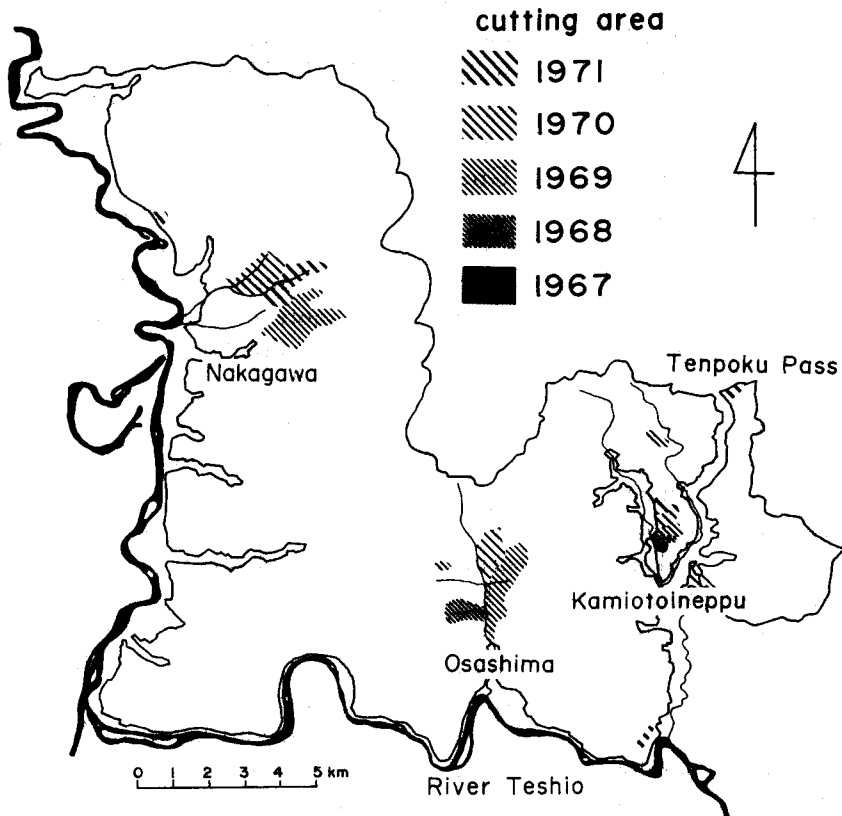 cutting area
1971
1970
1969
1968
1967
Nakagawa
Tenpoku Pass
Kamiotoineppu
Osashima
0 1 2 3 4 5 km
River Teshio